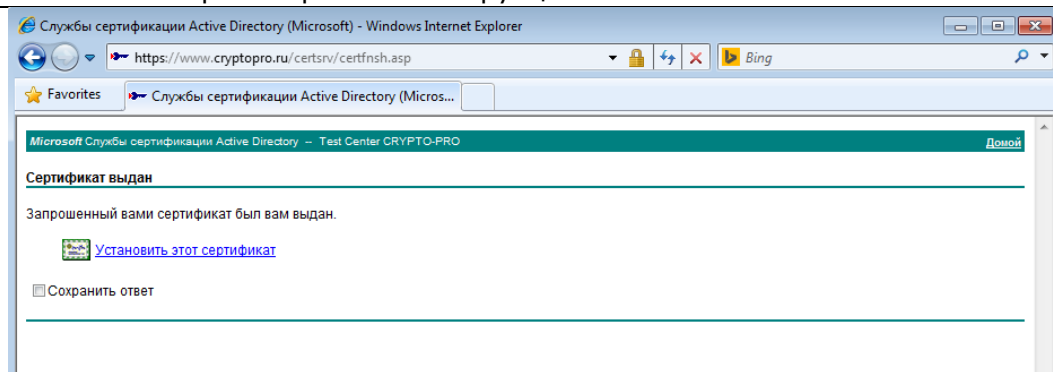 Службы сертификации Active Directory (Microsoft) - Windows Internet Explorer
https://www.cryptopro.ru/certsrv/certfnsh.asp
Bing
Favorites
Службы сертификации Active Directory (Micros...
Microsoft Службы сертификации Active Directory -- Test Center CRYPTO-PRO
Домой
Сертификат выдан
Запрошенный вами сертификат был вам выдан.
Установить этот сертификат
Сохранить ответ